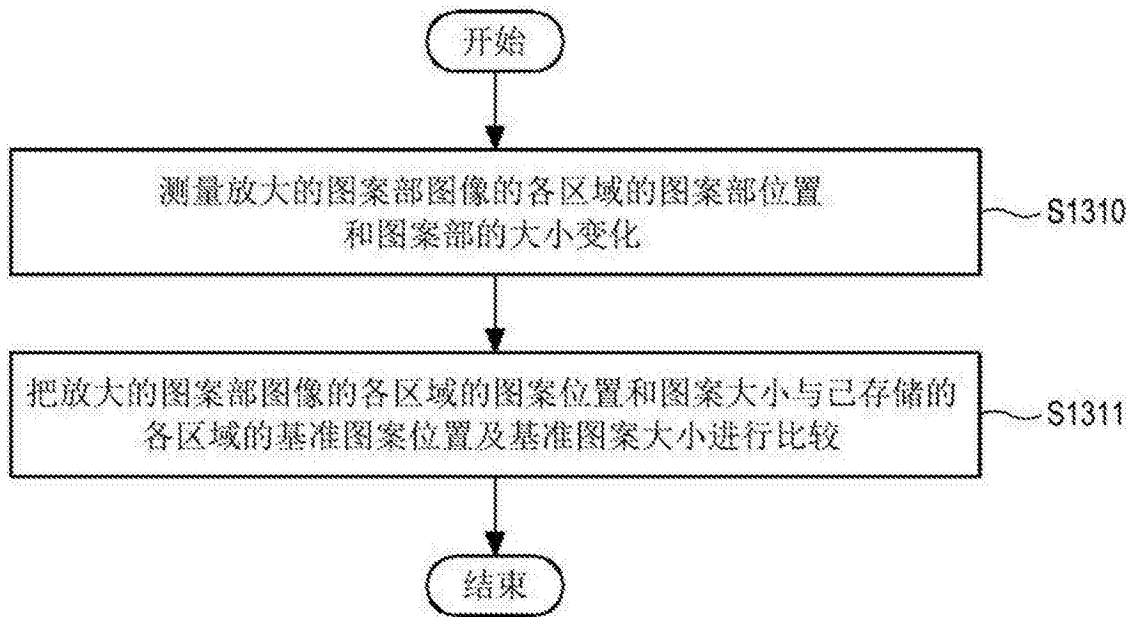 开始
测量放大的图案部图像的各区域的图案部位置
和图案部的大小变化
S1310
把放大的图案部图像的各区域的图案位置和图案大小与已存储的
各区域的基准图案位置及基准图案大小进行比较
S1311
结束